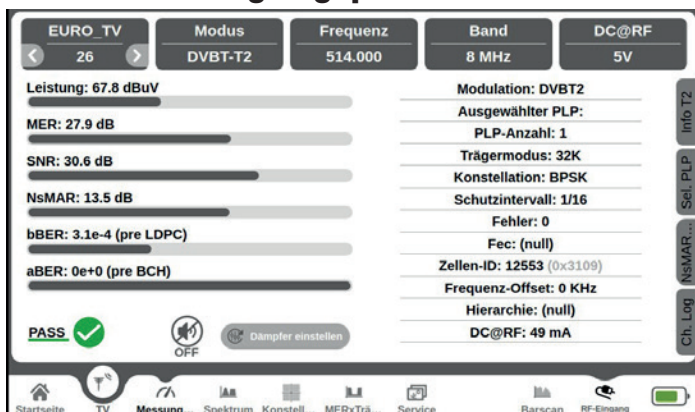 EURO_TV
26
Modus
DVBT-T2
Frequenz
514.000
Band
8 MHz
DC@RF
5V
Leistung: 67.8 dBuV
MER: 27.9 dB
SNR: 30.6 dB
NsMAR: 13.5 dB
bBER: 3.1e-4 (pre LDPC)
aBER: 0e+0 (pre BCH)
PASS
OFF
Dämpfer einstellen
Modulation: DVBT2
Ausgewählter PLP:
PLP-Anzahl: 1
Trägermodus: 32K
Konstellation: BPSK
Schutzintervall: 1/16
Fehler: 0
Fec: (null)
Zellen-ID: 12553 (0x3109)
Frequenz-Offset: 0 KHz
Hierarchie: (null)
DC@RF: 49 mA
Info T2
Sel. PLP
NsMAR...
Ch. Log
Startseite
TV
Messung...
Spektrum
Konstell...
MERxTrä...
Service
Barscan
RF-Eingang